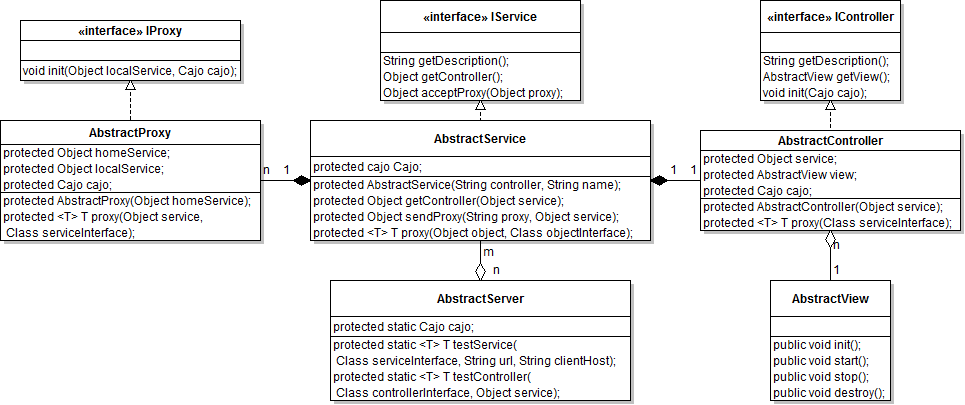 «interface» IProxy
void init(Object localService, Cajo cajo);
«interface» IService
String getDescription();
Object getController();
Object acceptProxy(Object proxy);
«interface» IController
String getDescription();
AbstractView getView();
void init(Cajo cajo);
AbstractProxy
protected Object homeService;
protected Object localService;
protected Cajo cajo;
protected AbstractProxy(Object homeService);
protected <T> T proxy(Object service,
Class serviceInterface);
n
1
AbstractService
protected cajo Cajo;
protected AbstractService(String controller, String name);
protected Object getController(Object service);
protected Object sendProxy(String proxy, Object service);
protected <T> T proxy(Object object, Class objectInterface);
1
1
AbstractController
protected Object service;
protected AbstractView view;
protected Cajo cajo;
protected AbstractController(Object service);
protected <T> T proxy(Class serviceInterface);
m
n
AbstractServer
protected static Cajo cajo;
protected static <T> T testService(
Class serviceInterface, String url, String clientHost);
protected static <T> T testController(
Class controllerInterface, Object service);
n
1
AbstractView
public void init();
public void start();
public void stop();
public void destroy();